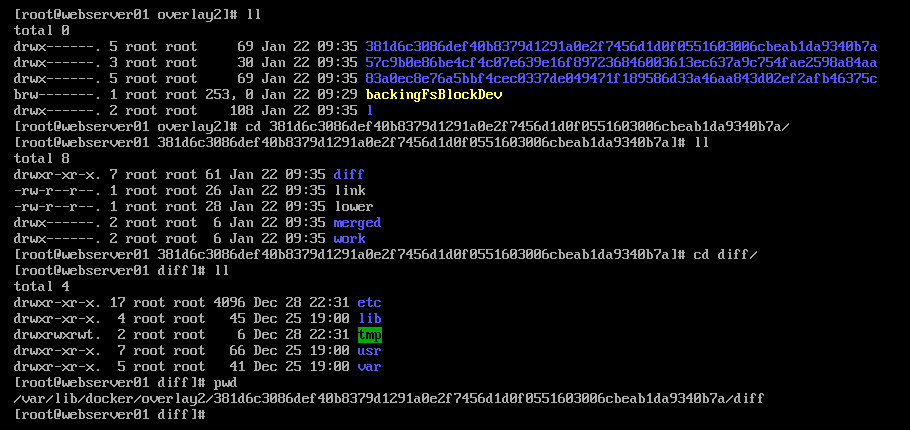 [root@webserver01 overlay2]# ll
total 0
drwx------. 5 root root     69 Jan 22 09:35 381d6c3086def40b8379d1291a0e2f7456d1d0f0551603006cbeab1da9340b7a
drwx------. 3 root root     30 Jan 22 09:35 57c9b0e86be4cf4c07e639e16f897236846003613ec637a9c754fae2598a84aa
drwx------. 5 root root     69 Jan 22 09:35 83a0ec8e76a5bbf4cec0337de049471f189586d33a46aa843d02ef2afb46375c
brw-------. 1 root root 253, 0 Jan 22 09:29 backingFsBlockDev
drwx------. 2 root root    108 Jan 22 09:35 l
[root@webserver01 overlay2]# cd 381d6c3086def40b8379d1291a0e2f7456d1d0f0551603006cbeab1da9340b7a/
[root@webserver01 381d6c3086def40b8379d1291a0e2f7456d1d0f0551603006cbeab1da9340b7a]# ll
total 8
drwxr-xr-x. 7 root root 61 Jan 22 09:35 diff
-rw-r--r--. 1 root root 26 Jan 22 09:35 link
-rw-r--r--. 1 root root 28 Jan 22 09:35 lower
drwx------. 2 root root  6 Jan 22 09:35 merged
drwx------. 2 root root  6 Jan 22 09:35 work
[root@webserver01 381d6c3086def40b8379d1291a0e2f7456d1d0f0551603006cbeab1da9340b7a]# cd diff/
[root@webserver01 diff]# ll
total 4
drwxr-xr-x. 17 root root 4096 Dec 28 22:31 etc
drwxr-xr-x.  4 root root   45 Dec 25 19:00 lib
drwxrwxrwt.  2 root root    6 Dec 28 22:31 tmp
drwxr-xr-x.  7 root root   66 Dec 25 19:00 usr
drwxr-xr-x.  5 root root   41 Dec 25 19:00 var
[root@webserver01 diff]# pwd
/var/lib/docker/overlay2/381d6c3086def40b8379d1291a0e2f7456d1d0f0551603006cbeab1da9340b7a/diff
[root@webserver01 diff]#